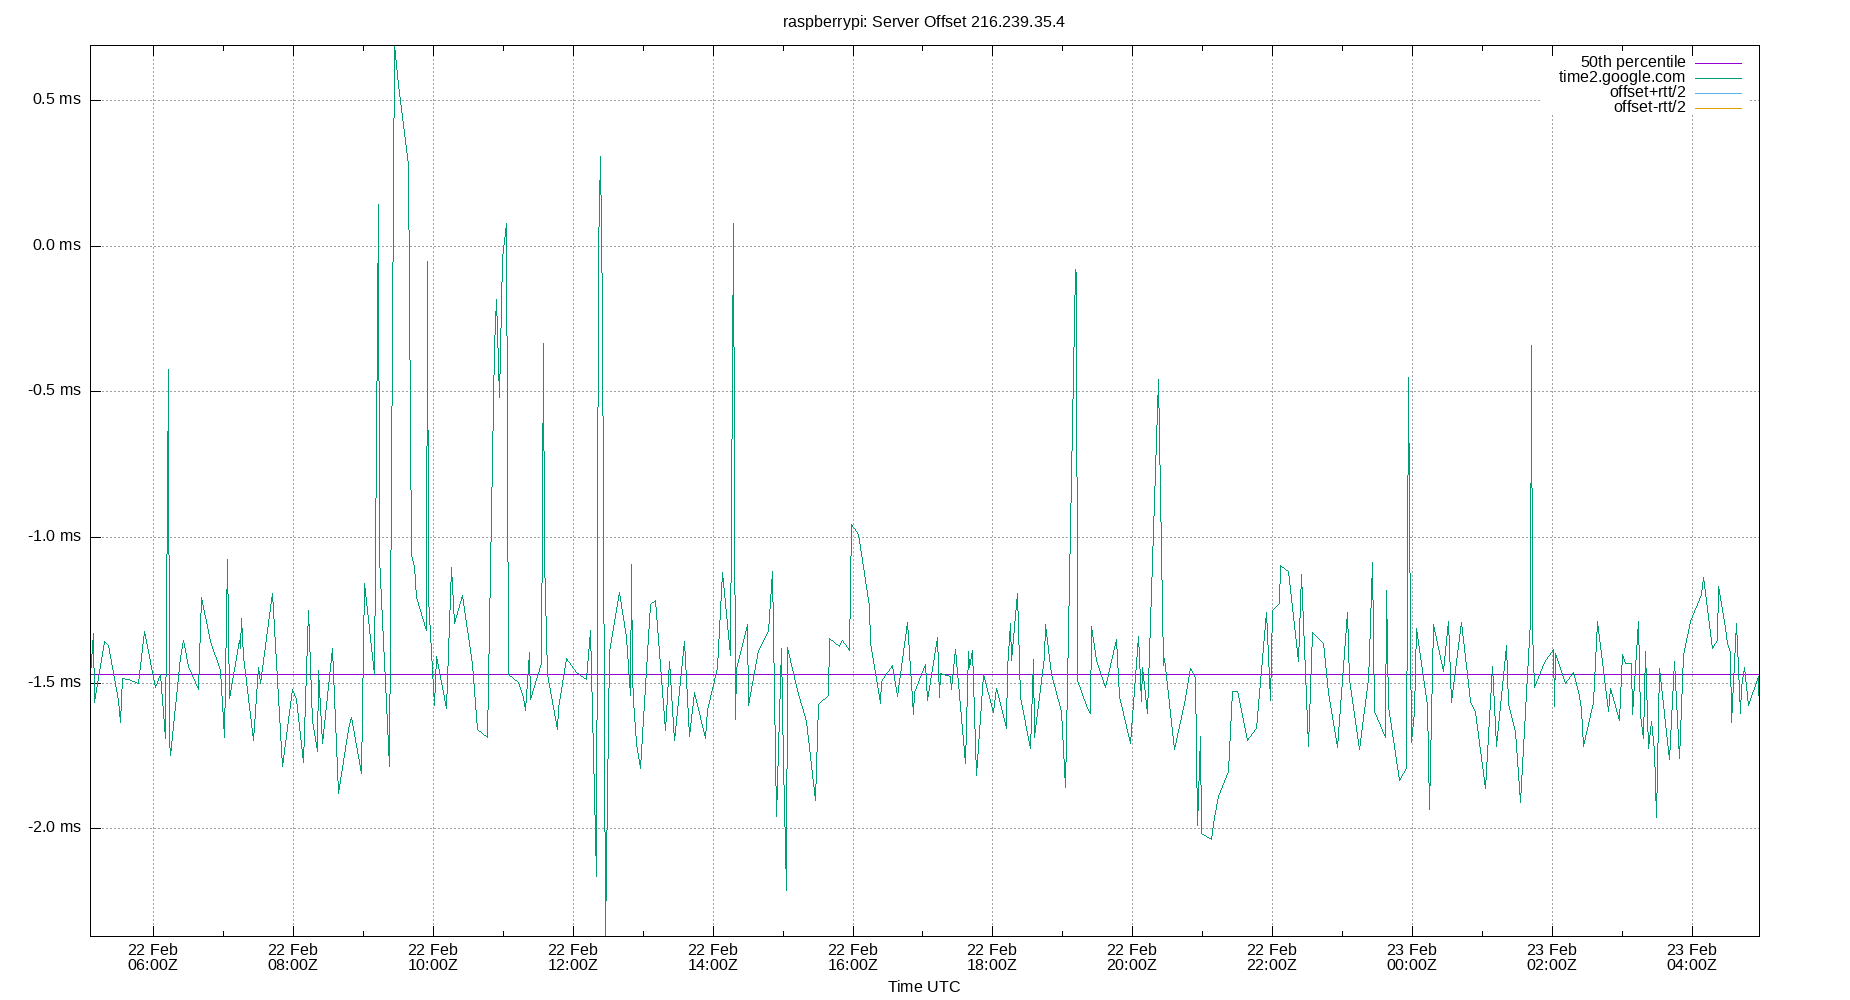 raspberrypi: Server Offset 216.239.35.4
50th percentile
time2.google.com
offset+rtt/2
offset-rtt/2
0.5 ms
0.0 ms
-0.5 ms
-1.0 ms
-1.5 ms
-2.0 ms
22 Feb 22 Feb 22 Feb 22 Feb 22 Feb 22 Feb 22 Feb 22 Feb 22 Feb 23 Feb 23 Feb 23 Feb
06:00Z 08:00Z 10:00Z 12:00Z 14:00Z 16:00Z 18:00Z 20:00Z 22:00Z 00:00Z 02:00Z 04:00Z
Time UTC